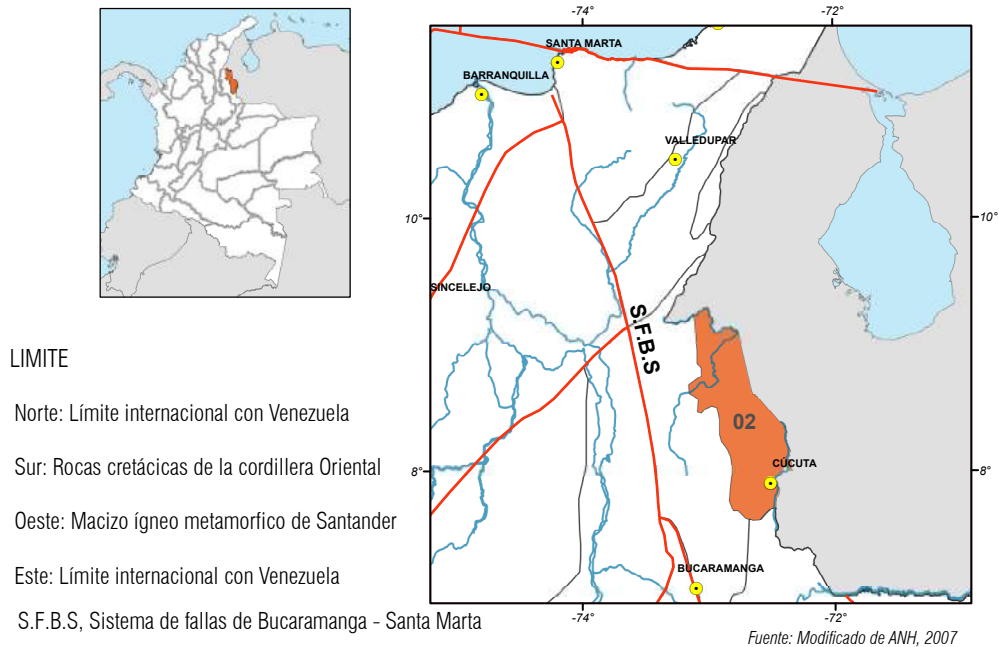 -74°
-72°
SANTA MARTA
BARRANQUILLA
VALLEDUPAR
10°
10°
SINCELEJO
S.F.B.S
LIMITE
Norte: Límite internacional con Venezuela
02
Sur: Rocas cretácicas de la cordillera Oriental
CÚCUTA
8°
8°
Oeste: Macizo ígneo metamorfico de Santander
Este: Límite internacional con Venezuela
BUCARAMANGA
S.F.B.S, Sistema de fallas de Bucaramanga - Santa Marta
-74°
-72°
Fuente: Modificado de ANH, 2007